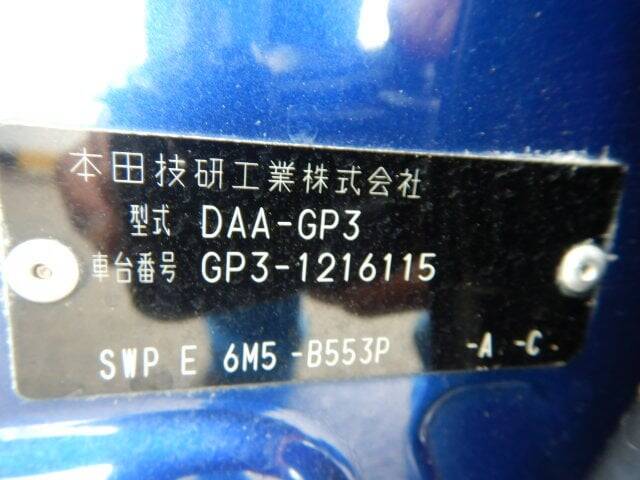 本田技研工業株式会社
型式 DAA-GP3
車台番号 GP3-1216115
SWP E 6M5 -B553P -A -C